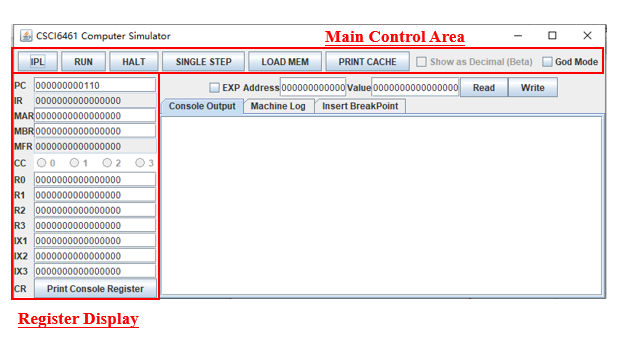 CSCI6461 Computer Simulator
Main Control Area
IPL RUN HALT SINGLE STEP LOAD MEM PRINT CACHE Show as Decimal (Beta) God Mode
PC 000000000110
EXP Address 000000000000 Value 0000000000000000 Read Write
IR 0000000000000000
Console Output Machine Log Insert BreakPoint
MAR 0000000000000000
MBR 0000000000000000
MFR 0000000000000000
CC 0 1 2 3
R0 0000000000000000
R1 0000000000000000
R2 0000000000000000
R3 0000000000000000
IX1 0000000000000000
IX2 0000000000000000
IX3 0000000000000000
CR Print Console Register
Register Display